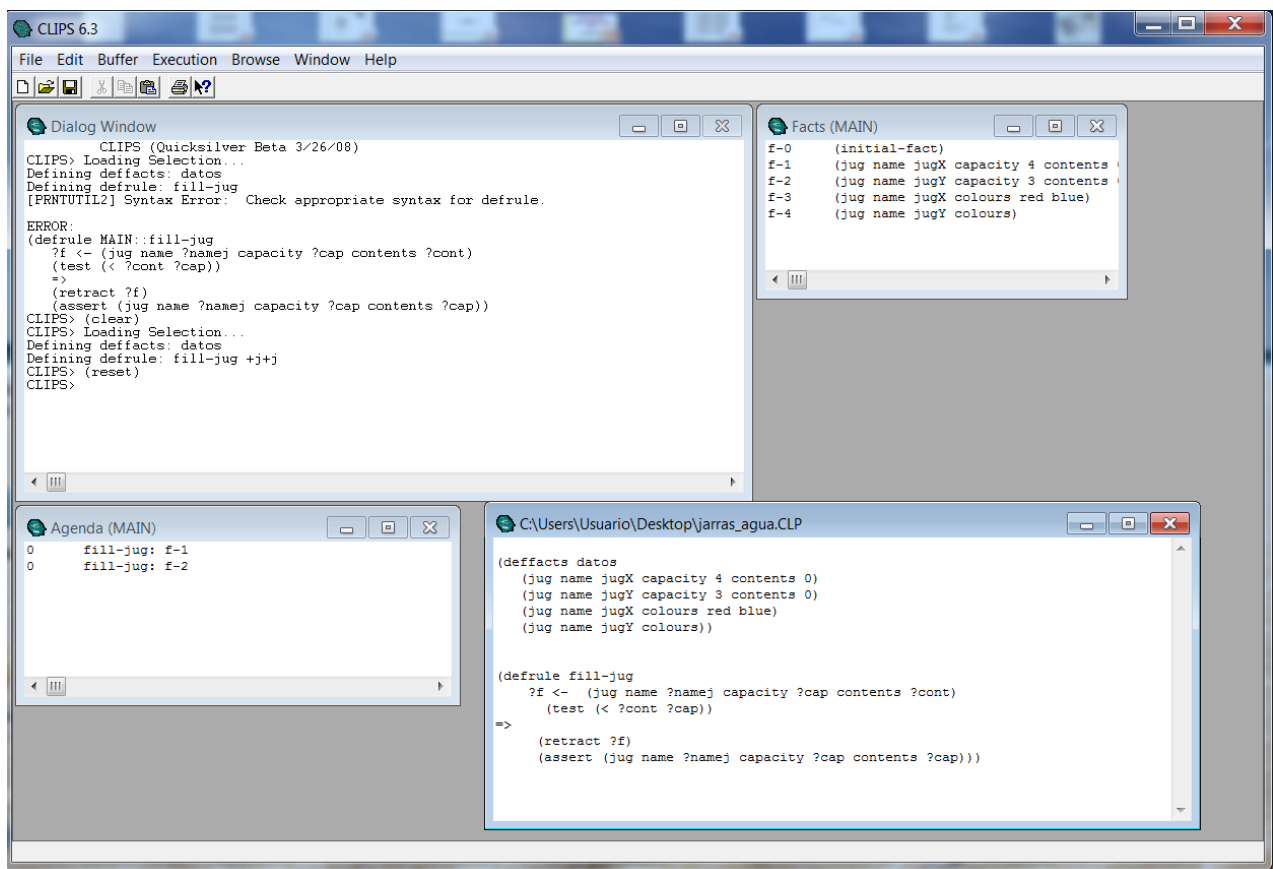 CLIPS 6.3
File Edit Buffer Execution Browse Window Help
Dialog Window
CLIPS (Quicksilver Beta 3/26/08)
CLIPS> Loading Selection...
Defining deffacts: datos
Defining defrule: fill-jug
[PRNTUTIL2] Syntax Error:  Check appropriate syntax for defrule.
ERROR:
(defrule MAIN::fill-jug
   ?f <- (jug name ?namej capacity ?cap contents ?cont)
   (test (< ?cont ?cap))
   =>
   (retract ?f)
   (assert (jug name ?namej capacity ?cap contents ?cap))
CLIPS> (clear)
CLIPS> Loading Selection...
Defining deffacts: datos
Defining defrule: fill-jug +j+j
CLIPS> (reset)
CLIPS>
Facts (MAIN)
f-0     (initial-fact)
f-1     (jug name jugX capacity 4 contents
f-2     (jug name jugY capacity 3 contents
f-3     (jug name jugX colours red blue)
f-4     (jug name jugY colours)
Agenda (MAIN)
0      fill-jug: f-1
0      fill-jug: f-2
C:\Users\Usuario\Desktop\jarras_agua.CLP
(deffacts datos
   (jug name jugX capacity 4 contents 0)
   (jug name jugY capacity 3 contents 0)
   (jug name jugX colours red blue)
   (jug name jugY colours))
(defrule fill-jug
    ?f <-  (jug name ?namej capacity ?cap contents ?cont)
      (test (< ?cont ?cap))
=>
     (retract ?f)
     (assert (jug name ?namej capacity ?cap contents ?cap)))